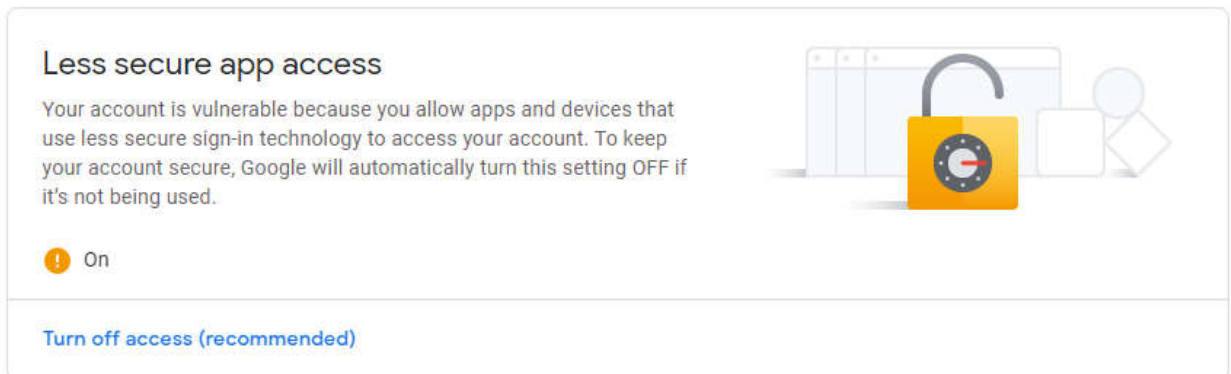 Less secure app access
Your account is vulnerable because you allow apps and devices that
use less secure sign-in technology to access your account. To keep
your account secure, Google will automatically turn this setting OFF if
it's not being used.
On
Turn off access (recommended)